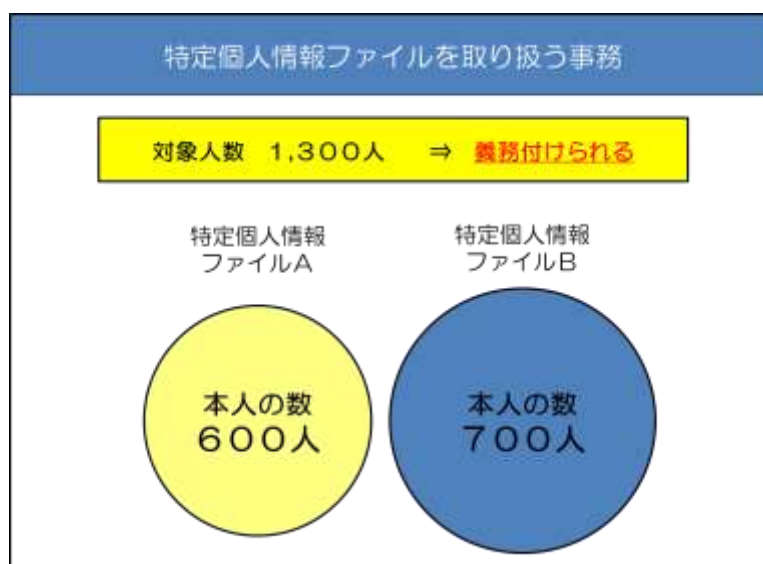 特定個人情報ファイルを取り扱う事務
対象人数 1,300人 ⇒ 義務付けられる
特定個人情報
ファイルA
特定個人情報
ファイルB
本人の数
600人
本人の数
700人